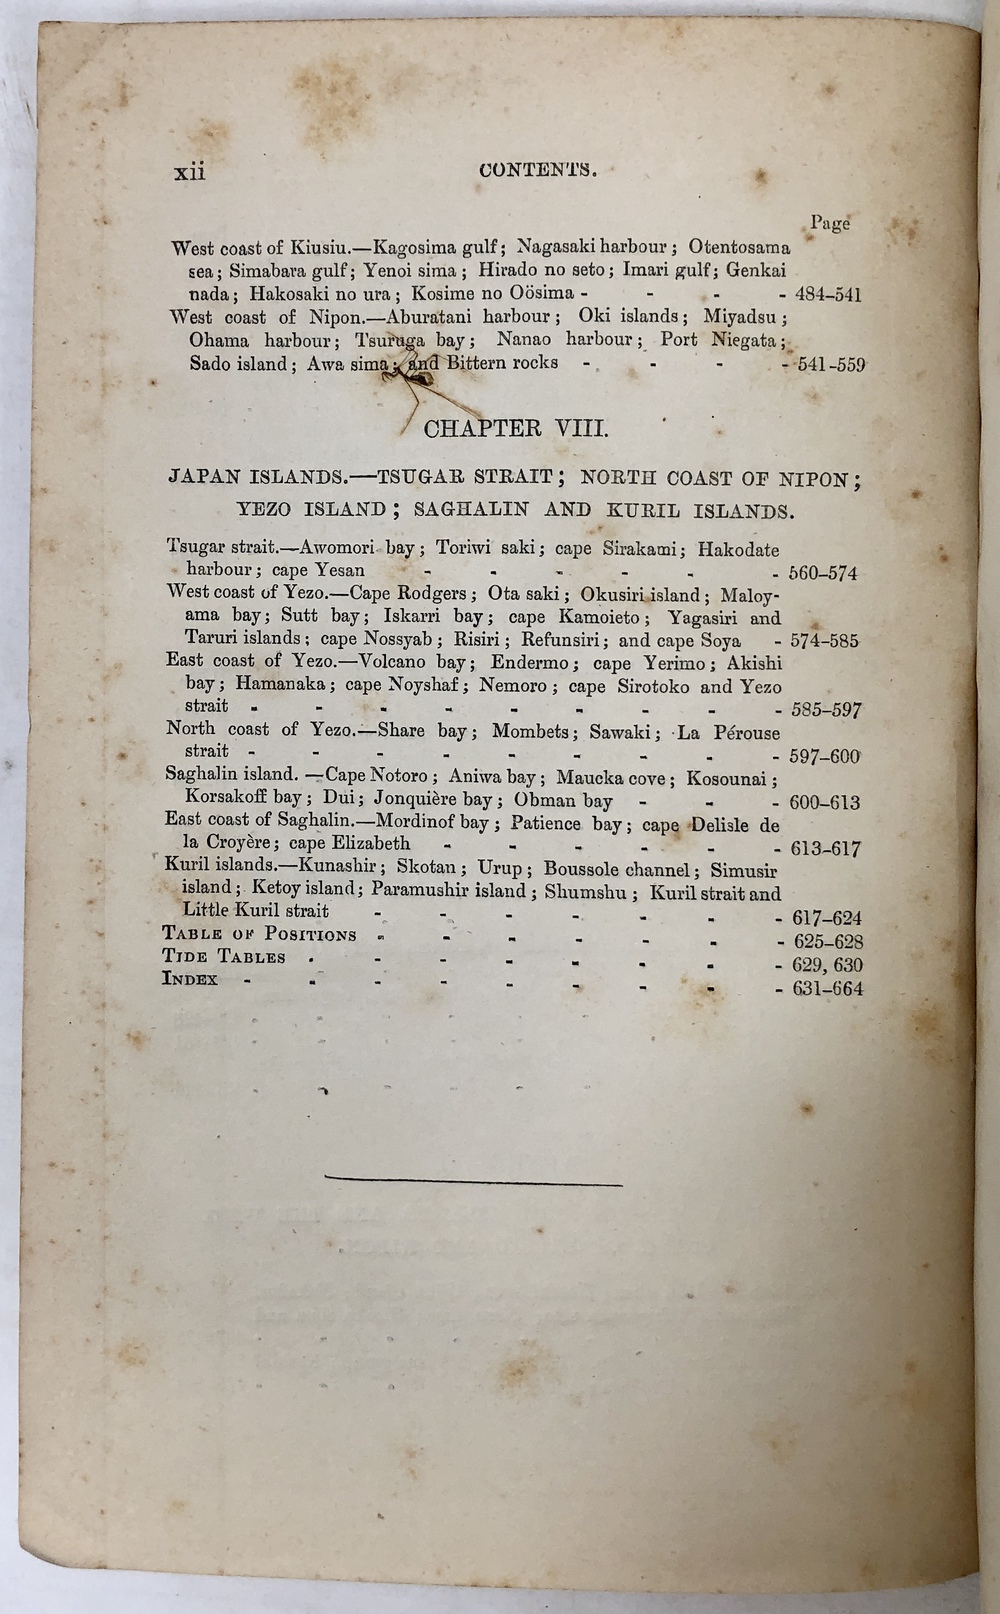 xii
CONTENTS.
Page
West coast of Kiusiu.—Kagosima gulf; Nagasaki harbour; Otentosama
sea; Simabara gulf; Yenoi sima; Hirado no seto; Imari gulf; Genkai
nada; Hakosaki no ura; Kosime no Oösima - - - - 484–541
West coast of Nipon.—Aburatani harbour; Oki islands; Miyadsu;
Ohama harbour; Tsuruga bay; Nanao harbour; Port Niegata;
Sado island; Awa sima; and Bittern rocks - - - - 541–559
CHAPTER VIII.
JAPAN ISLANDS.—TSUGAR STRAIT; NORTH COAST OF NIPON;
YEZO ISLAND; SAGHALIN AND KURIL ISLANDS.
Tsugar strait.—Awomori bay; Toriwi saki; cape Sirakami; Hakodate
harbour; cape Yesan - - - - - - 560–574
West coast of Yezo.—Cape Rodgers; Ota saki; Okusiri island; Maloy-
ama bay; Sutt bay; Iskarri bay; cape Kamoieto; Yagasiri and
Taruri islands; cape Nossyab; Risiri; Refunsiri; and cape Soya - 574–585
East coast of Yezo.—Volcano bay; Endermo; cape Yerimo; Akishi
bay; Hamanaka; cape Noyshaf; Nemoro; cape Sirotoko and Yezo
strait - - - - - - - - - 585–597
North coast of Yezo.—Share bay; Mombets; Sawaki; La Pérouse
strait - - - - - - - - - 597–600
Saghalin island.—Cape Notoro; Aniwa bay; Maucka cove; Kosounai;
Korsakoff bay; Dui; Jonquière bay; Obman bay - - - 600–613
East coast of Saghalin.—Mordinof bay; Patience bay; cape Delisle de
la Croyère; cape Elizabeth - - - - - - 613–617
Kuril islands.—Kunashir; Skotan; Urup; Boussole channel; Simusir
island; Ketoy island; Paramushir island; Shumshu; Kuril strait and
Little Kuril strait - - - - - - - 617–624
TABLE OF POSITIONS - - - - - - - 625–628
TIDE TABLES - - - - - - - - 629, 630
INDEX - - - - - - - - - 631–664